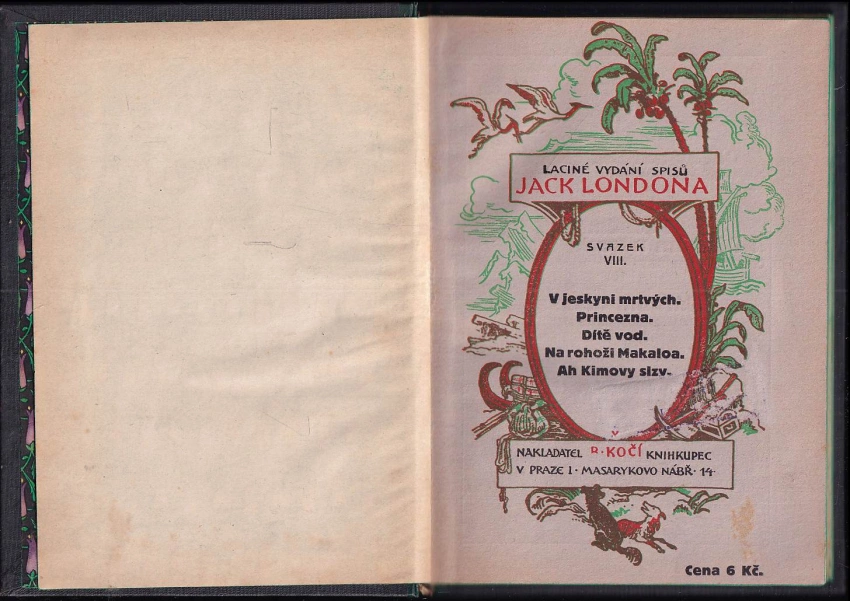 LACINÉ VYDÁNÍ SPISŮ
JACK LONDONA
SVAZEK
VIII.
V jeskyni mrtvých.
Princezna.
Dítě vod.
Na rohoži Makaloa.
Ah Kimovy slzy.
NAKLADATEL B. KOČÍ KNIHKUPEC
V PRAZE I · MASARYKOVO NÁBŘ · 14
Cena 6 Kč.